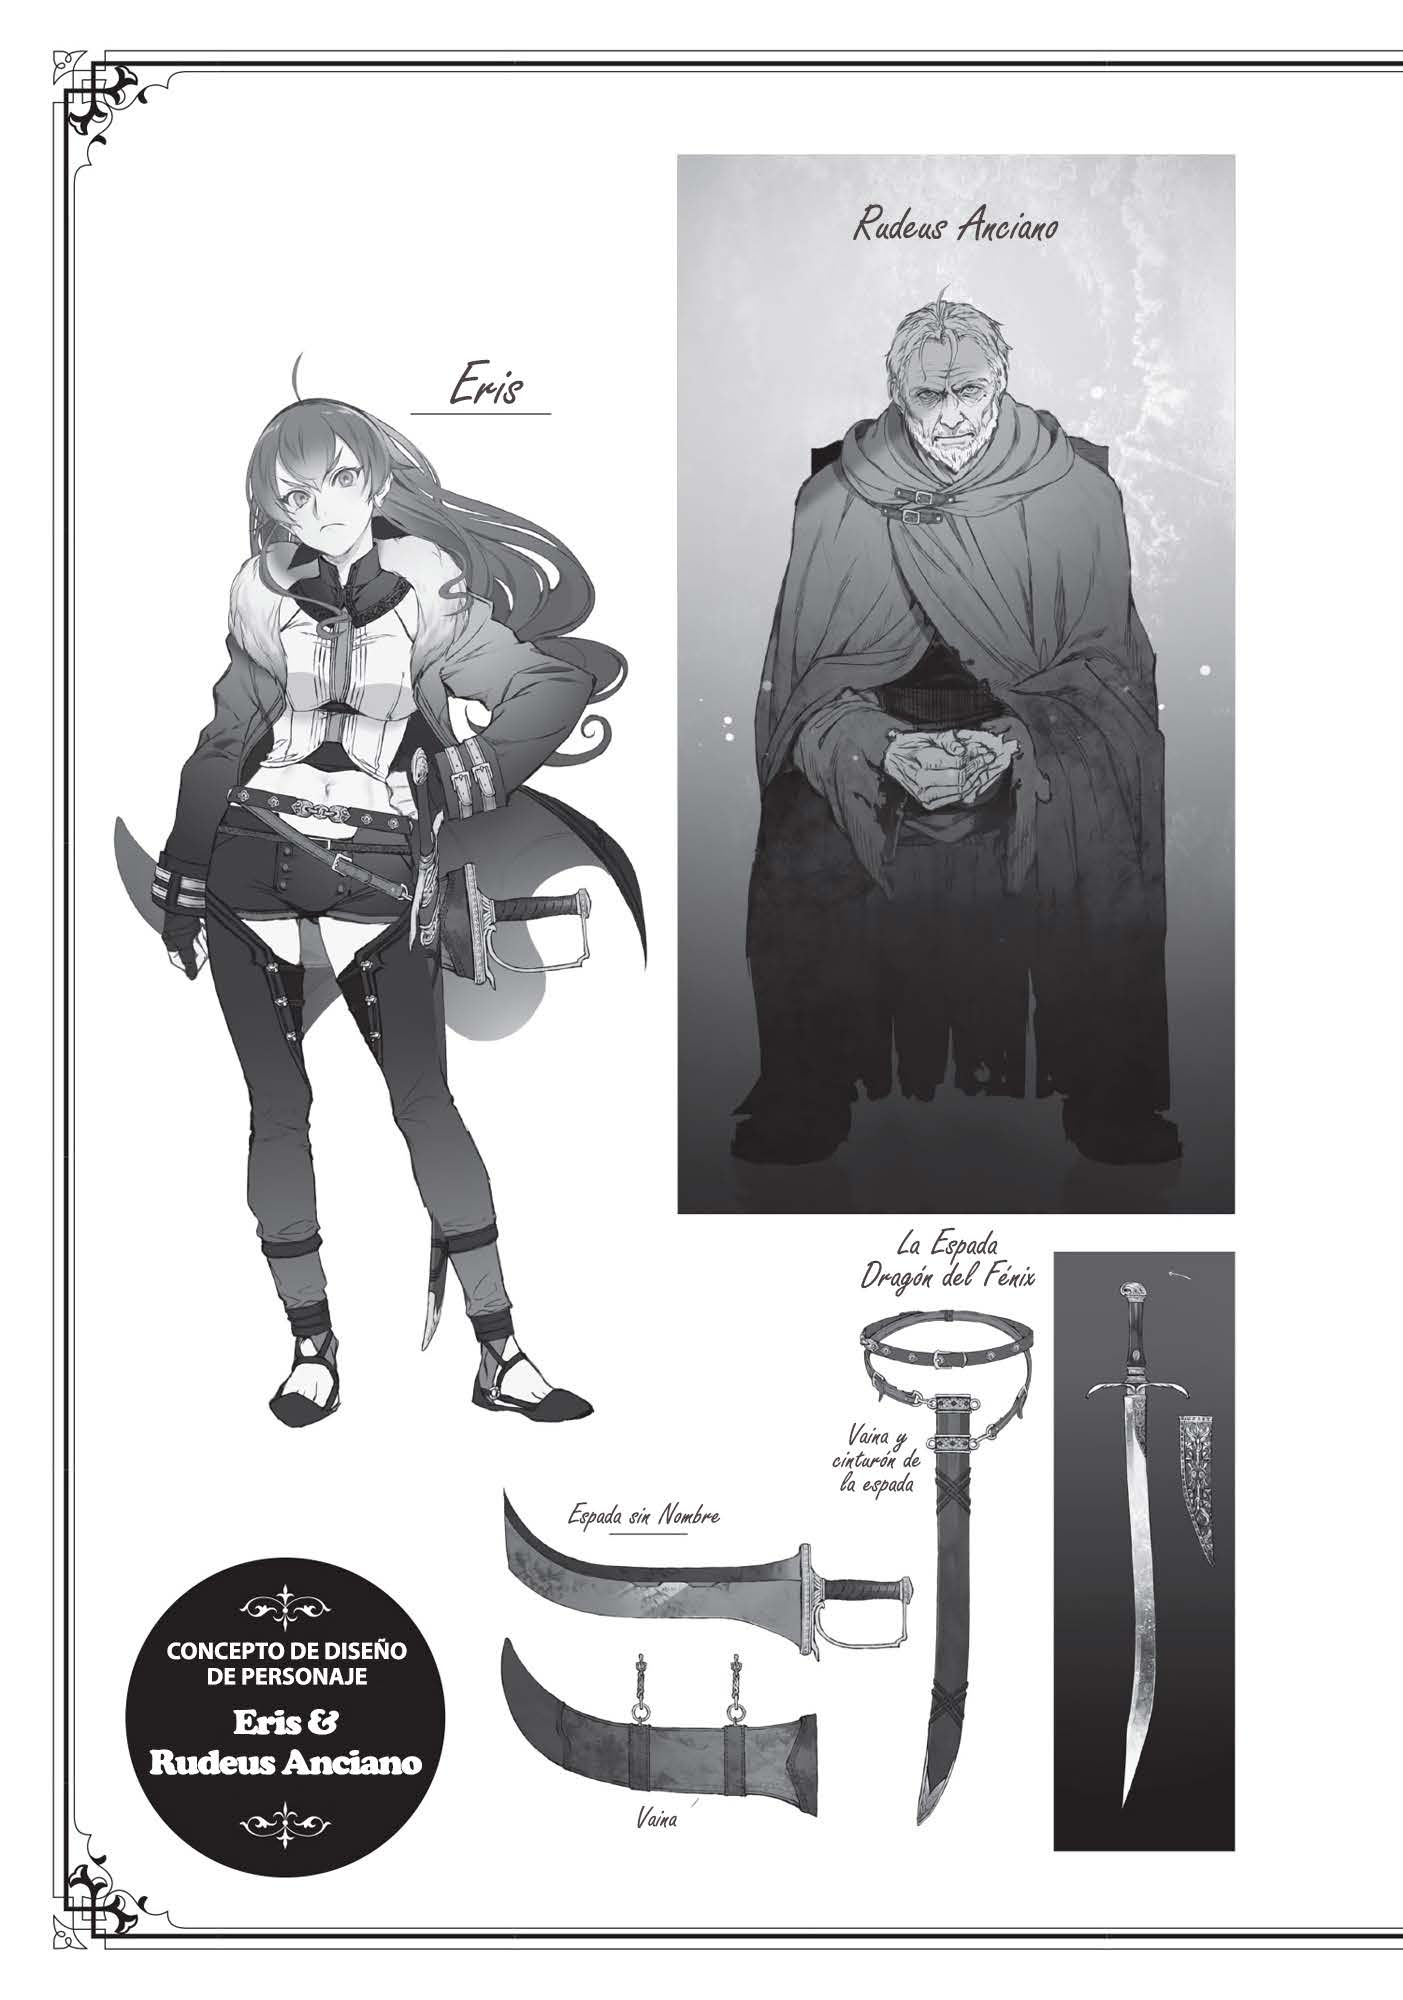 Rudeus Anciano
Eris
La Espada
Dragón del Fénix
Vaina y
cinturón de
la espada
Espada sin Nombre
Vaina
CONCEPTO DE DISEÑO
DE PERSONAJE
Eris &
Rudeus Anciano